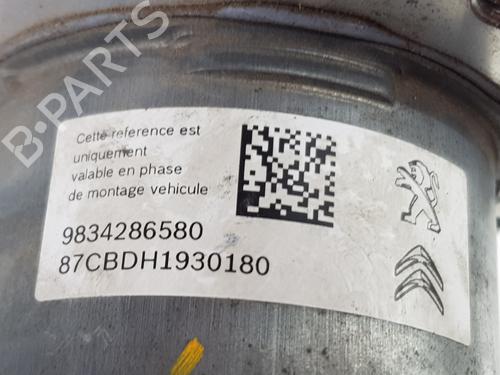 B-PARTS
Cette reference est
uniquement
valable en phase
de montage vehicule
9834286580
87CBDH1930180